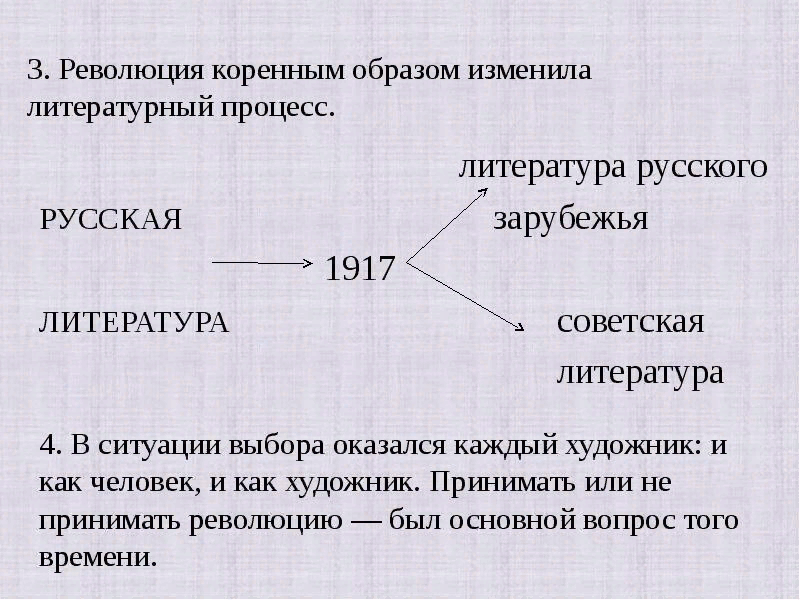 3. Революция коренным образом изменила
литературный процесс.
литература русского
РУССКАЯ
зарубежья
1917
ЛИТЕРАТУРА
советская
литература
4. В ситуации выбора оказался каждый художник: и
как человек, и как художник. Принимать или не
принимать революцию — был основной вопрос того
времени.